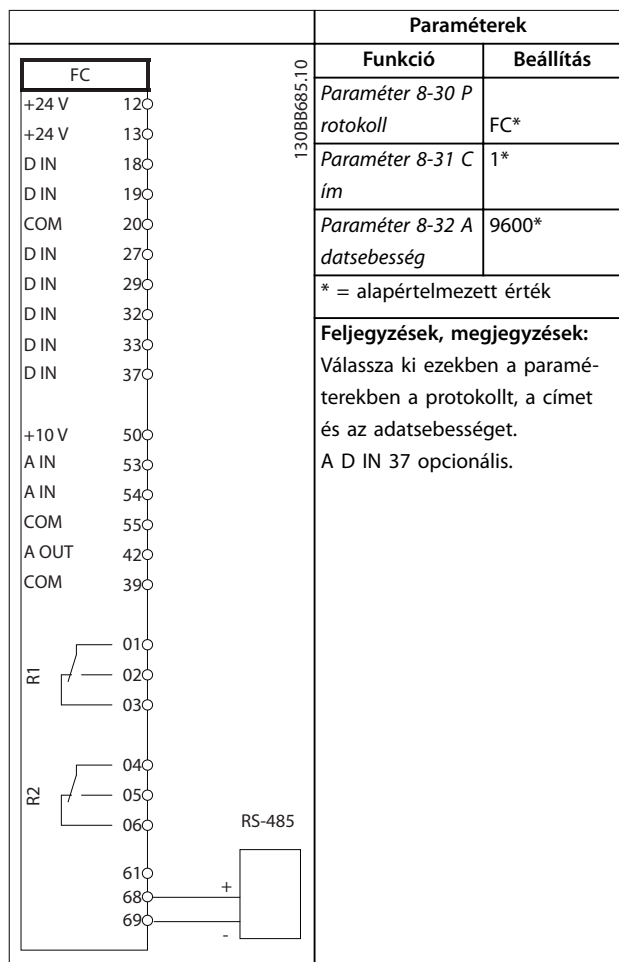 Paraméterek
Funkció Beállítás
Paraméter 8-30 P
rotokoll FC*
Paraméter 8-31 C 1*
ím
Paraméter 8-32 A 9600*
datsebesség
* = alapértelmezett érték
Feljegyzések, megjegyzések:
Válassza ki ezekben a paramé-
terekben a protokollt, a címet
és az adatsebességet.
A D IN 37 opcionális.
FC
130BB685.10
+24 V 12
+24 V 13
D IN 18
D IN 19
COM 20
D IN 27
D IN 29
D IN 32
D IN 33
D IN 37
+10 V 50
A IN 53
A IN 54
COM 55
A OUT 42
COM 39
R1
01
02
03
R2
04
05
06
RS-485
61
68 +
69 -